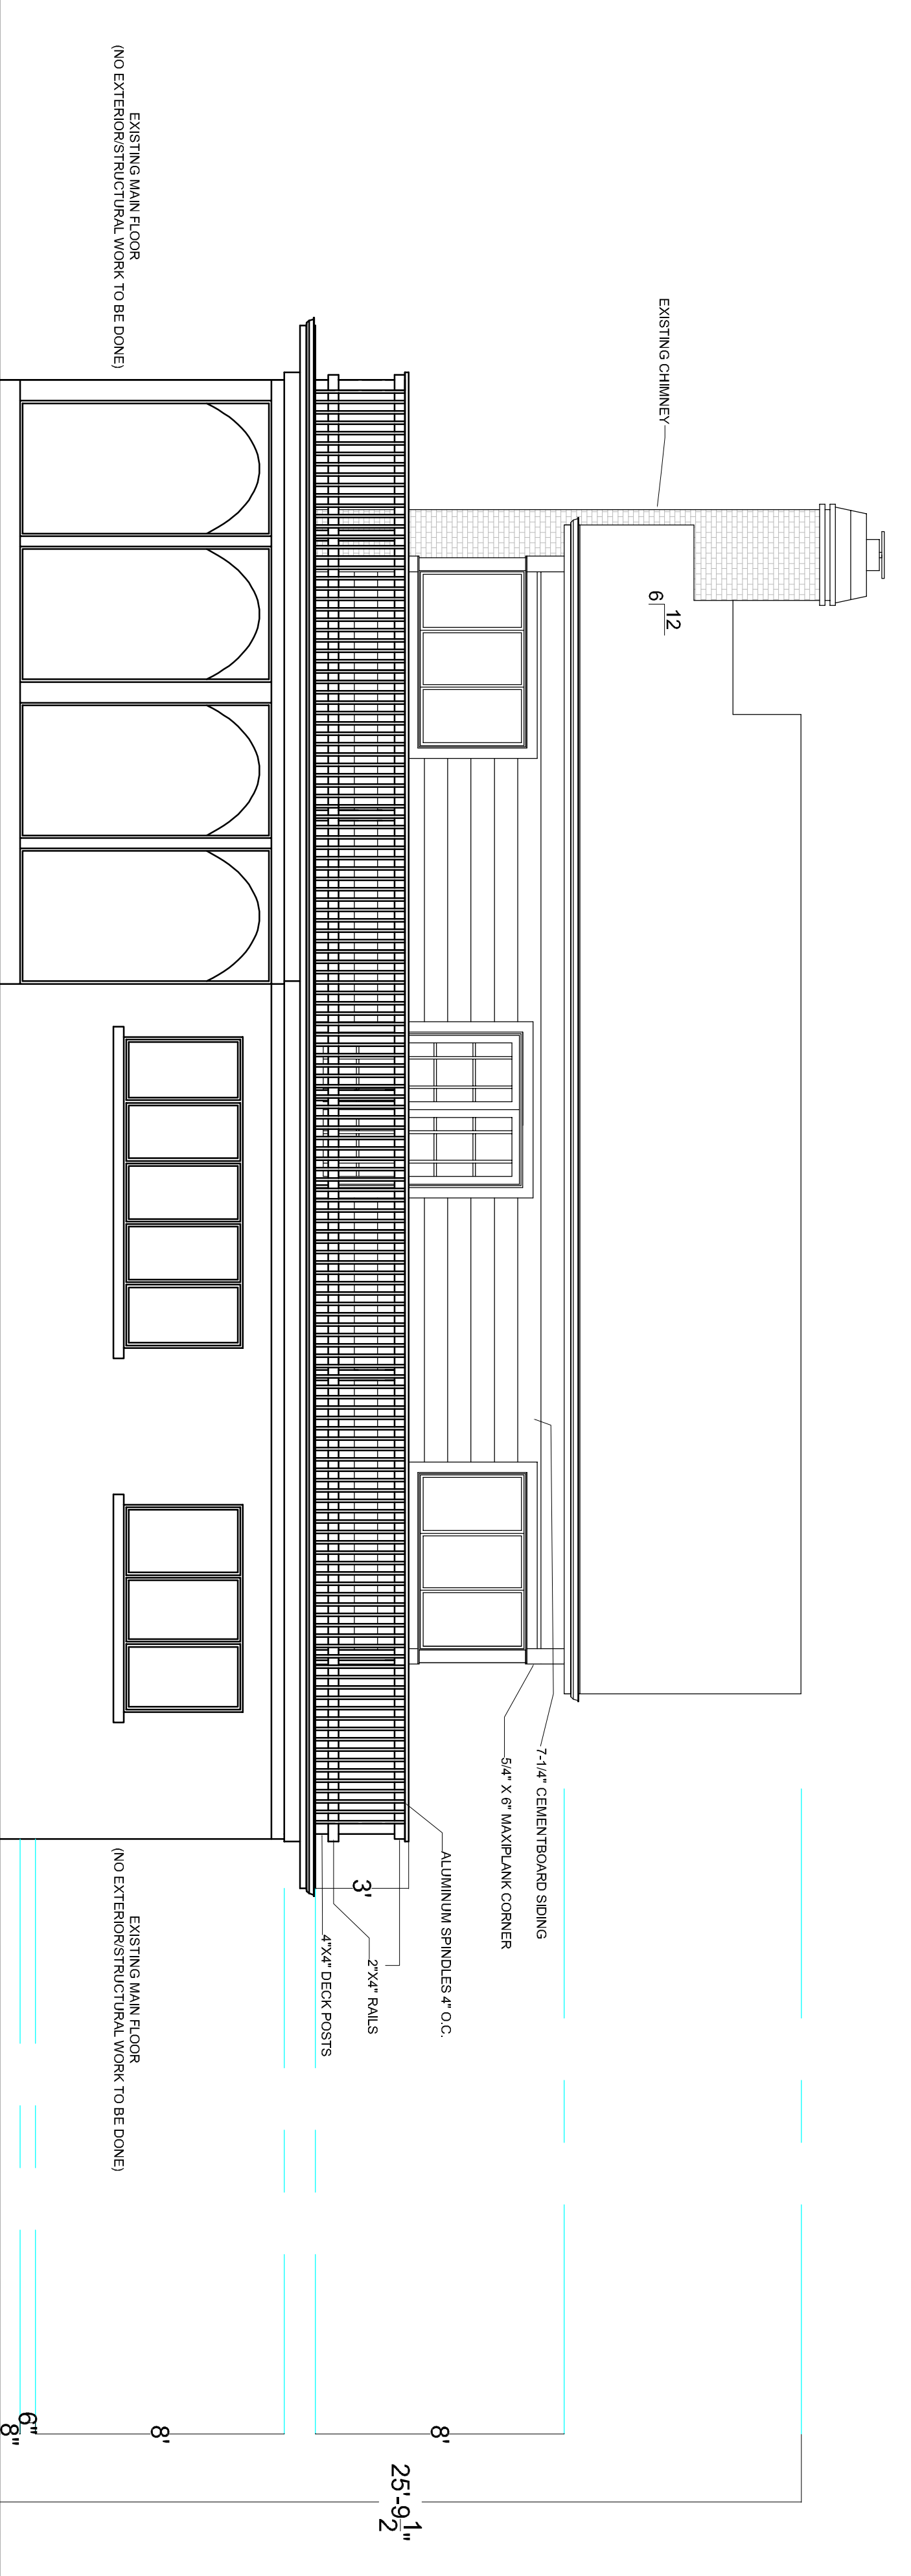 EXISTING CHIMNEY
12
6
7-1/4" CEMENTBOARD SIDING
5/4" X 6" MAXIPLANK CORNER
ALUMINUM SPINDLES 4" O.C.
2"X4" RAILS
3'
4"X4" DECK POSTS
8'
25'-9 1/2"
EXISTING MAIN FLOOR
(NO EXTERIOR/STRUCTURAL WORK TO BE DONE)
EXISTING MAIN FLOOR
(NO EXTERIOR/STRUCTURAL WORK TO BE DONE)
8'
6"
8"